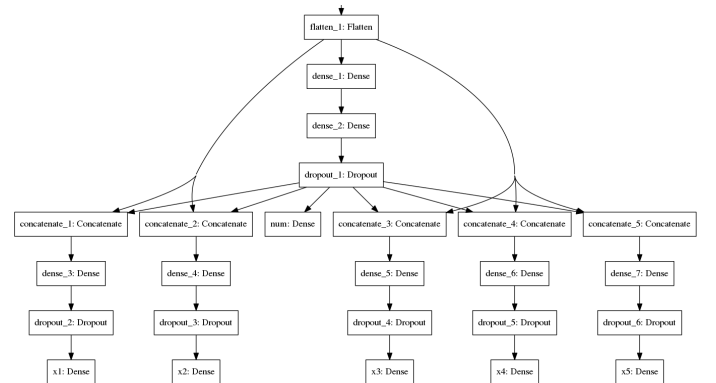 flatten_1: Flatten
dense_1: Dense
dense_2: Dense
dropout_1: Dropout
concatenate_1: Concatenate
concatenate_2: Concatenate
num: Dense
concatenate_3: Concatenate
concatenate_4: Concatenate
concatenate_5: Concatenate
dense_3: Dense
dense_4: Dense
dense_5: Dense
dense_6: Dense
dense_7: Dense
dropout_2: Dropout
dropout_3: Dropout
dropout_4: Dropout
dropout_5: Dropout
dropout_6: Dropout
x1: Dense
x2: Dense
x3: Dense
x4: Dense
x5: Dense